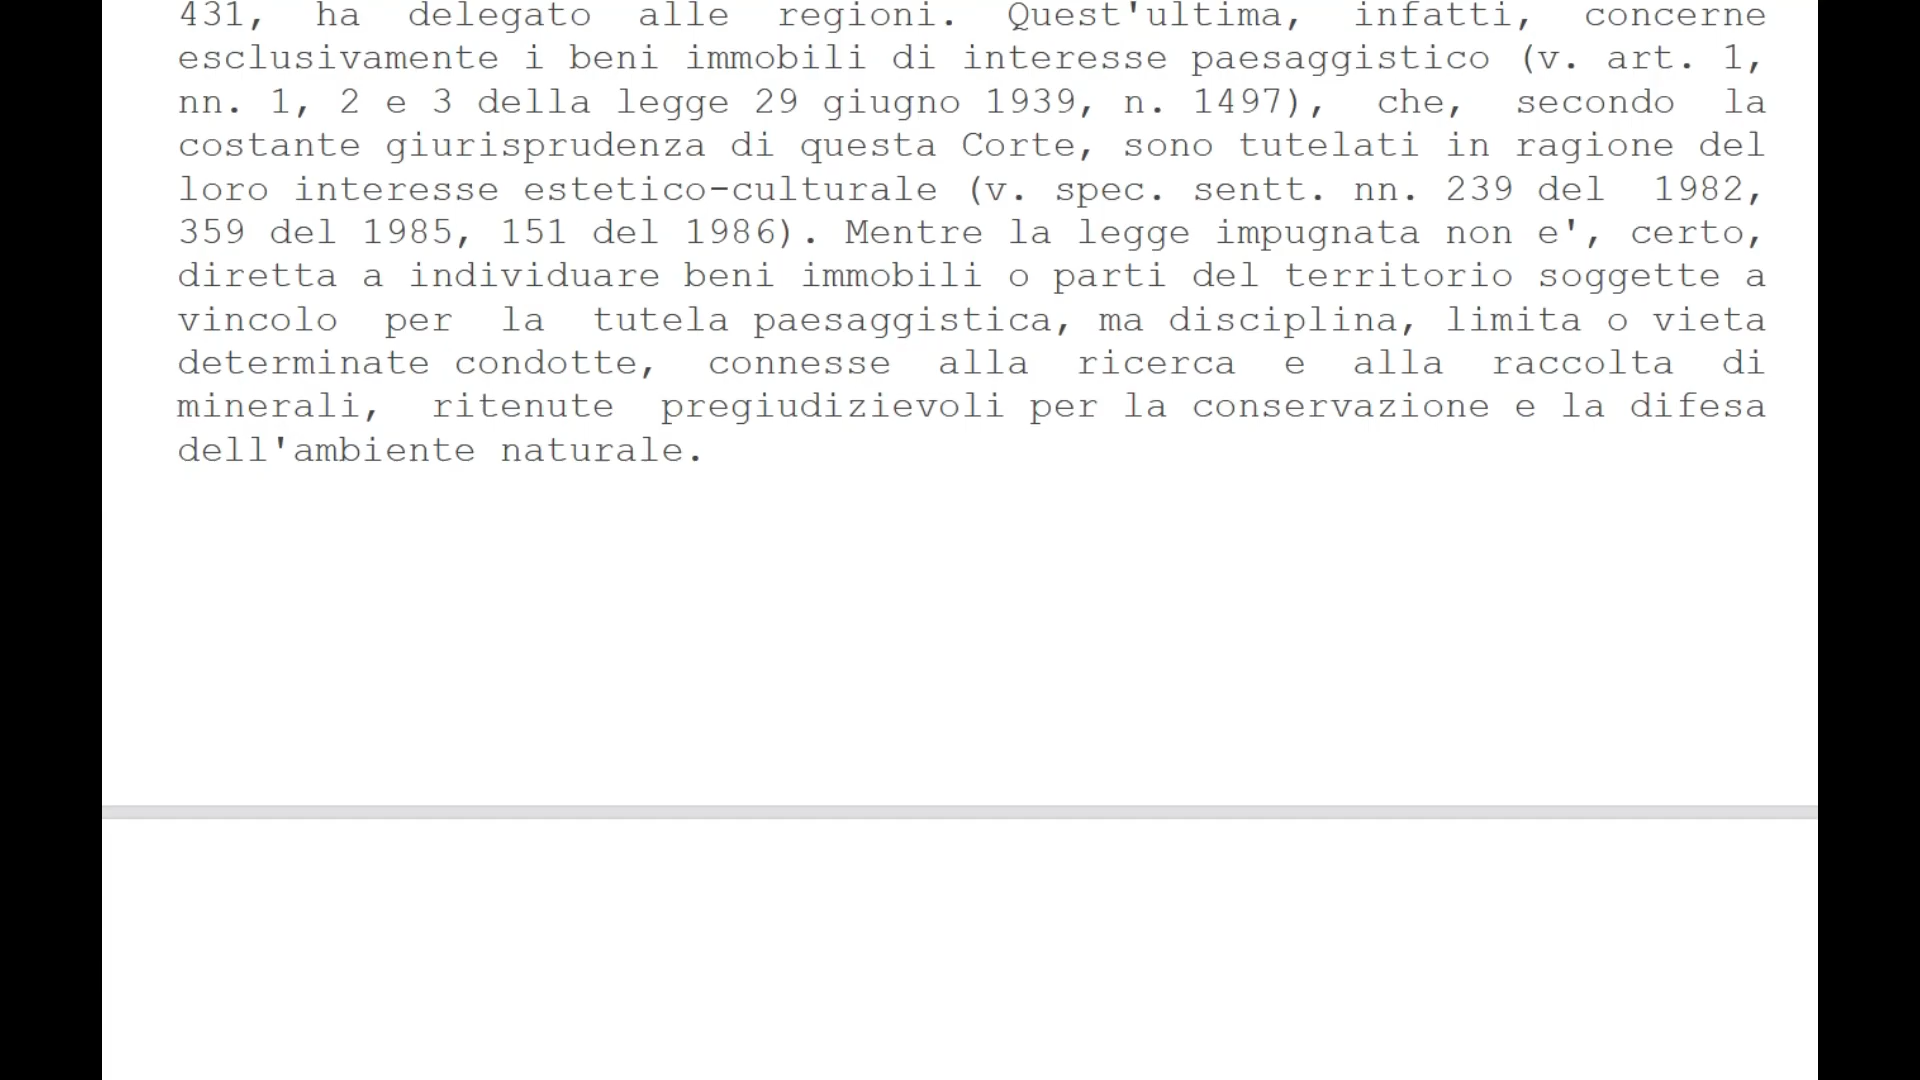 431, ha delegato alle regioni. Quest'ultima, infatti, concerne
esclusivamente i beni immobili di interesse paesaggistico (v. art. 1,
nn. 1, 2 e 3 della legge 29 giugno 1939, n. 1497), che, secondo la
costante giurisprudenza di questa Corte, sono tutelati in ragione del
loro interesse estetico-culturale (v. spec. sentt. nn. 239 del 1982,
359 del 1985, 151 del 1986). Mentre la legge impugnata non e', certo,
diretta a individuare beni immobili o parti del territorio soggette a
vincolo per la tutela paesaggistica, ma disciplina, limita o vieta
determinate condotte, connesse alla ricerca e alla raccolta di
minerali, ritenute pregiudizievoli per la conservazione e la difesa
dell'ambiente naturale.